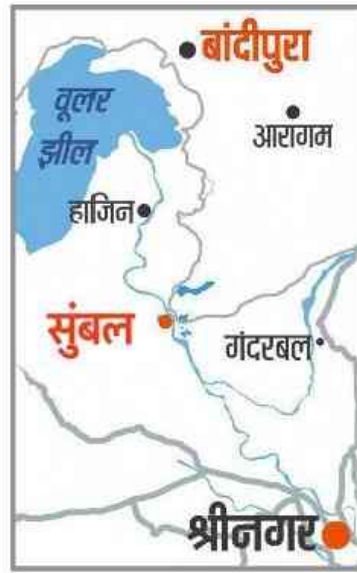 बांदीपुरा
वूलर
झील
आरागम
हाजिन
सुंबल
गंदरबल
श्रीनगर